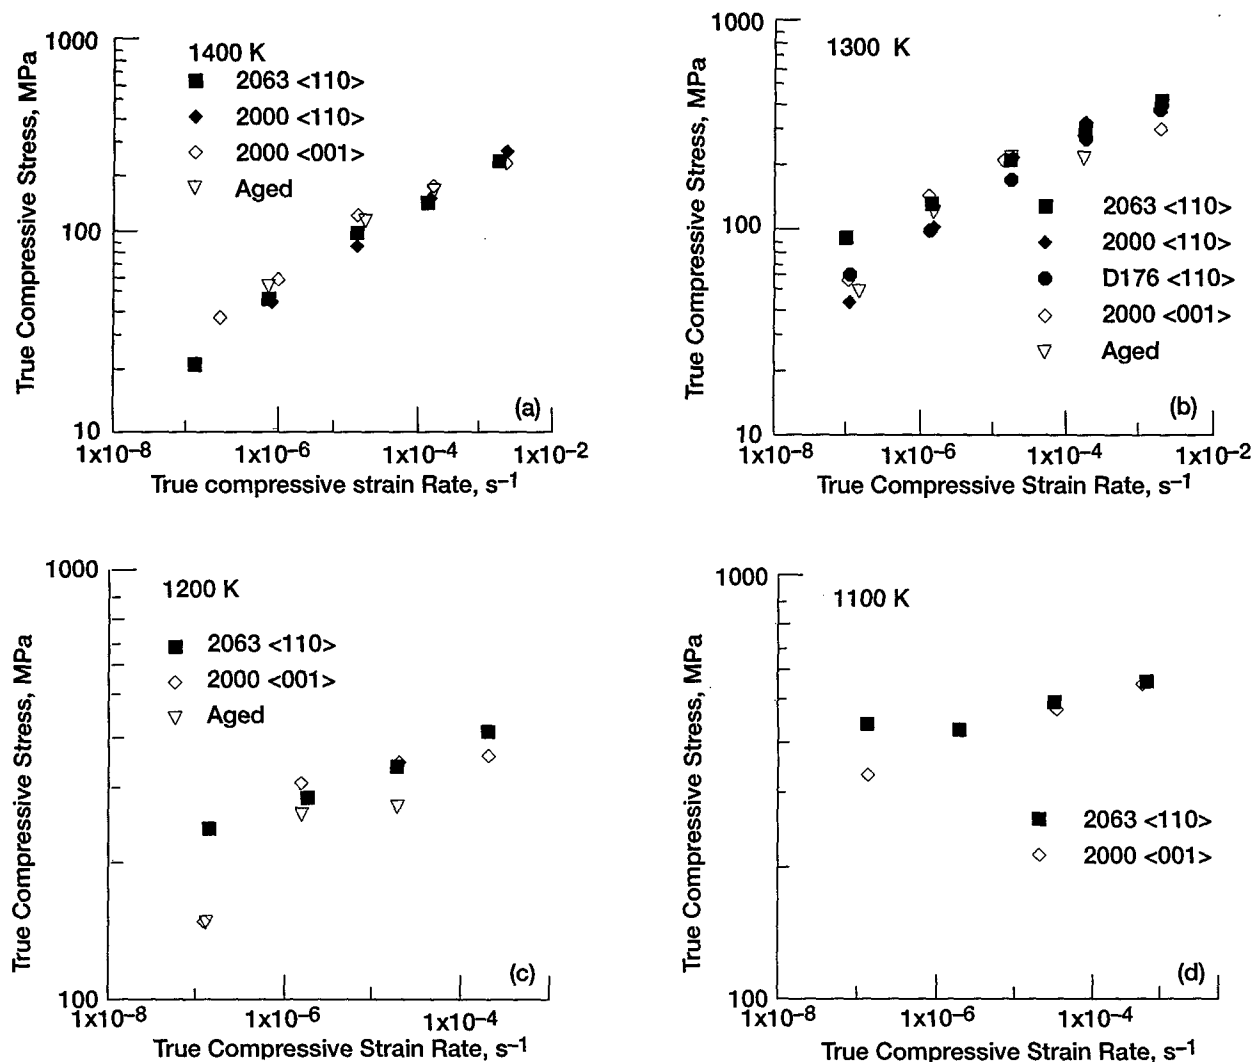 1400 K
2063 <110>
2000 <110>
2000 <001>
Aged
1000
100
10
True Compressive Stress, MPa
(a)
1x10–8
1x10–6
1x10–4
1x10–2
True compressive strain Rate, s–1
1300 K
2063 <110>
2000 <110>
D176 <110>
2000 <001>
Aged
1000
100
10
True Compressive Stress, MPa
(b)
1x10–8
1x10–6
1x10–4
1x10–2
True Compressive Strain Rate, s–1
1200 K
2063 <110>
2000 <001>
Aged
1000
100
True Compressive Stress, MPa
(c)
1x10–8
1x10–6
1x10–4
True Compressive Strain Rate, s–1
1100 K
2063 <110>
2000 <001>
1000
100
True Compressive Stress, MPa
(d)
1x10–8
1x10–6
1x10–4
True Compressive Strain Rate, s–1